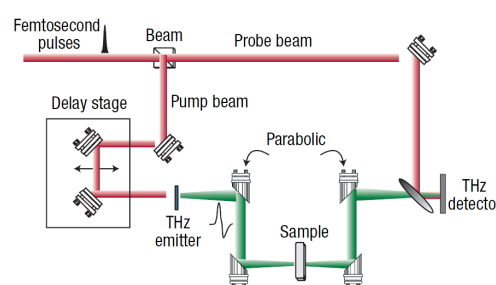 Femtosecond
pulses
Beam
Probe beam
Delay stage
Pump beam
Parabolic
THz
detecto
THz
emitter
Sample